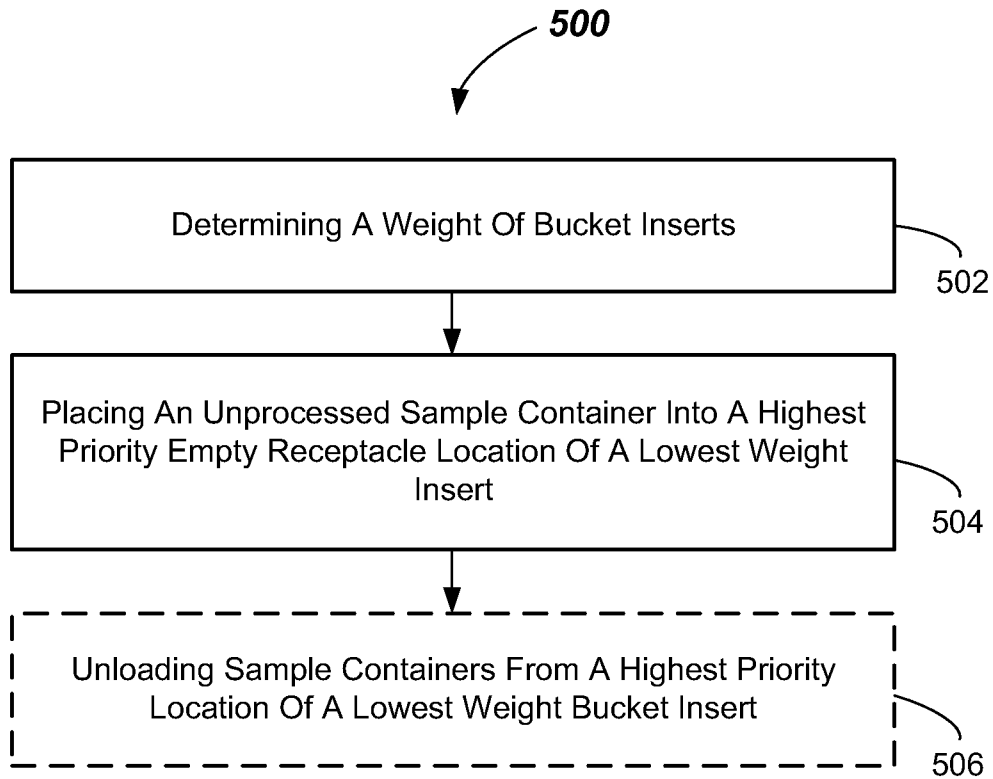 500
Determining A Weight Of Bucket Inserts
502
Placing An Unprocessed Sample Container Into A Highest
Priority Empty Receptacle Location Of A Lowest Weight
Insert
504
Unloading Sample Containers From A Highest Priority
Location Of A Lowest Weight Bucket Insert
506